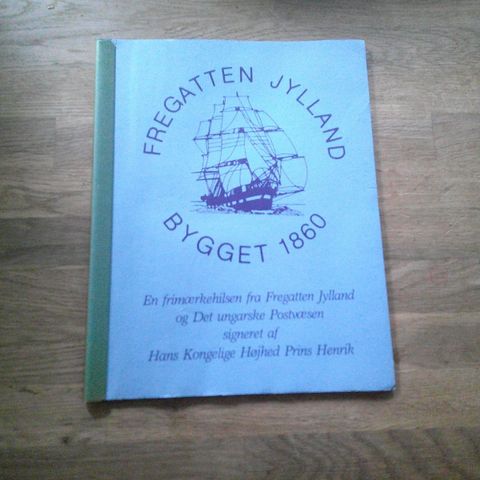 FREGATTEN JYLLAND
BYGGET 1860
En frimærkehilsen fra Fregatten Jylland
og Det ungarske Postvæsen
signeret af
Hans Kongelige Højhed Prins Henrik